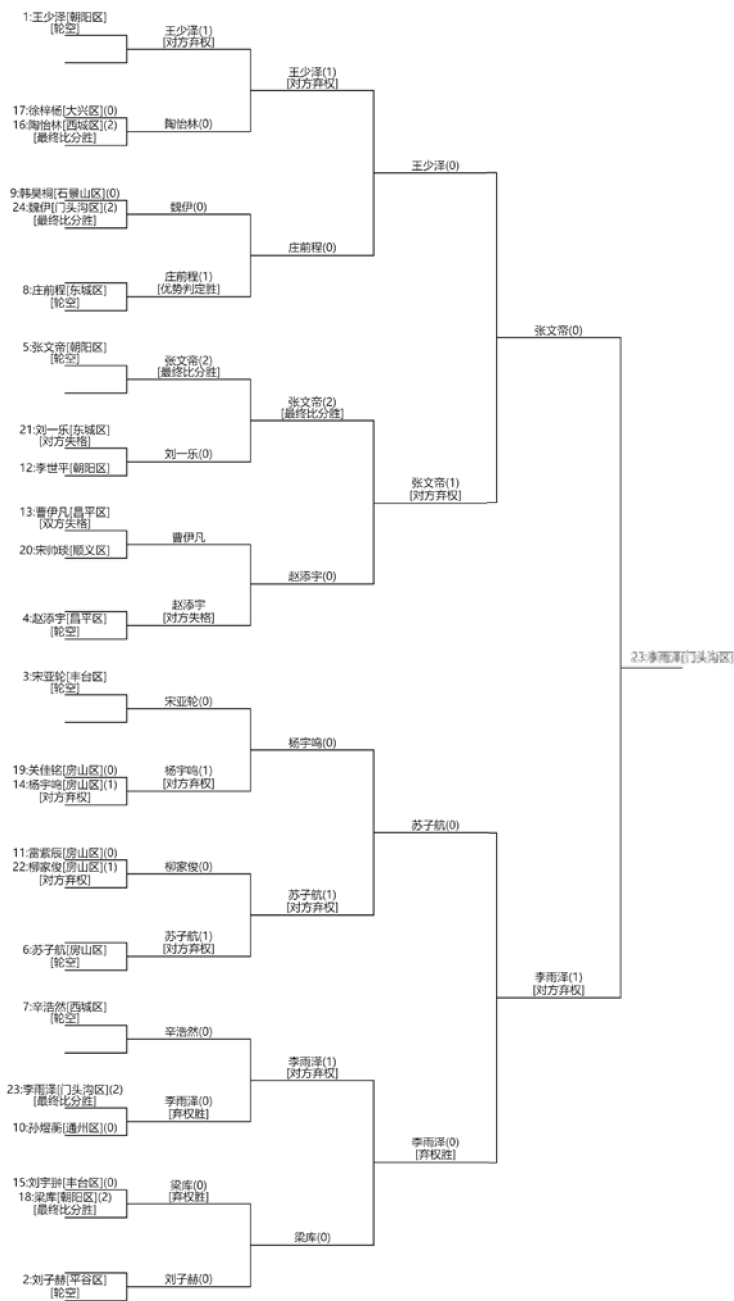 1:王少泽[朝阳区]
[轮空]
王少泽(1)
[对方弃权]
王少泽(1)
[对方弃权]
17:徐梓杨[大兴区](0)
16:陶怡林[西城区](2)
[最终比分胜]
陶怡林(0)
王少泽(0)
9:韩昊桐[石景山区](0)
24:魏伊[门头沟区](2)
[最终比分胜]
魏伊(0)
庄前程(0)
8:庄前程[东城区]
[轮空]
庄前程(1)
[优势判定胜]
张文帝(0)
5:张文帝[朝阳区]
[轮空]
张文帝(2)
[最终比分胜]
张文帝(2)
[最终比分胜]
21:刘一乐[东城区]
[对方失格]
12:李世平[朝阳区]
刘一乐(0)
张文帝(1)
[对方弃权]
13:曹伊凡[昌平区]
[双方失格]
20:宋帅琰[顺义区]
曹伊凡
赵添宇(0)
4:赵添宇[昌平区]
[轮空]
赵添宇
[对方失格]
23:李雨泽[门头沟区]
3:宋亚轮[丰台区]
[轮空]
宋亚轮(0)
杨宇鸣(0)
19:关佳铭[房山区](0)
14:杨宇鸣[房山区](1)
[对方弃权]
杨宇鸣(1)
[对方弃权]
苏子航(0)
11:雷紫辰[房山区](0)
22:柳家俊[房山区](1)
[对方弃权]
柳家俊(0)
苏子航(1)
[对方弃权]
6:苏子航[房山区]
[轮空]
苏子航(1)
[对方弃权]
李雨泽(1)
[对方弃权]
7:辛浩然[西城区]
[轮空]
辛浩然(0)
李雨泽(1)
[对方弃权]
23:李雨泽[门头沟区](2)
[最终比分胜]
10:孙煜蘅[通州区](0)
李雨泽(0)
[弃权胜]
李雨泽(0)
[弃权胜]
15:刘宇翀[丰台区](0)
18:梁库[朝阳区](2)
[最终比分胜]
梁库(0)
[弃权胜]
梁库(0)
2:刘子赫[平谷区]
[轮空]
刘子赫(0)